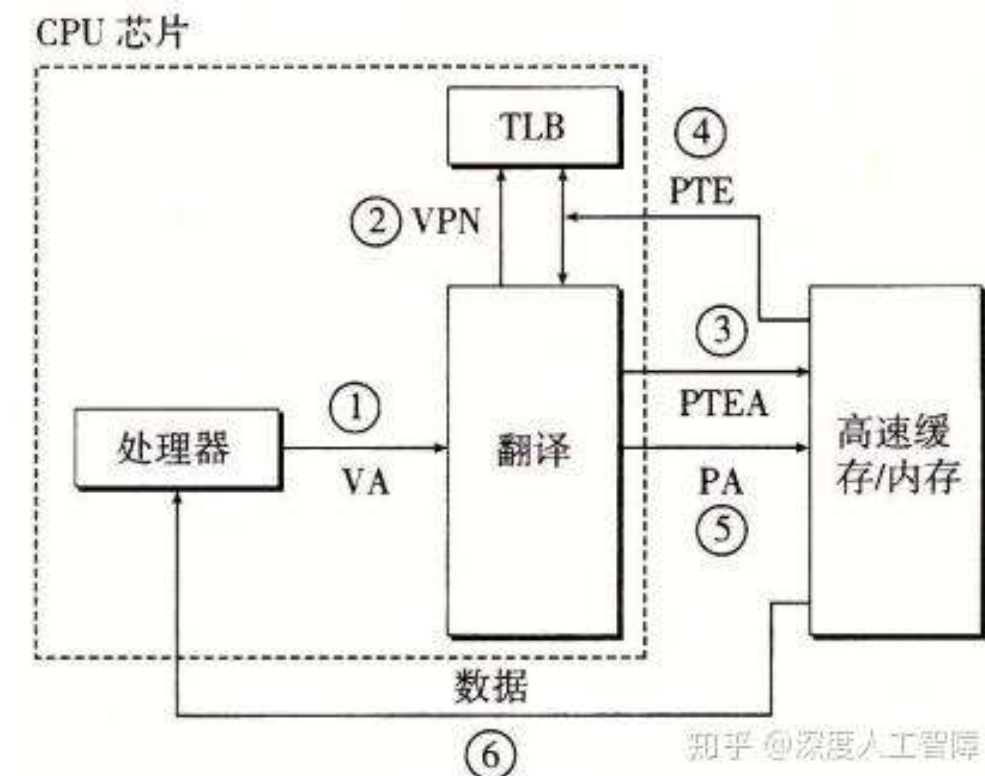 CPU 芯片
TLB
④
PTE
② VPN
③
PTEA
①
处理器
VA
翻译
高速缓
存/内存
PA
⑤
数据
⑥
知乎 @深度人工智障